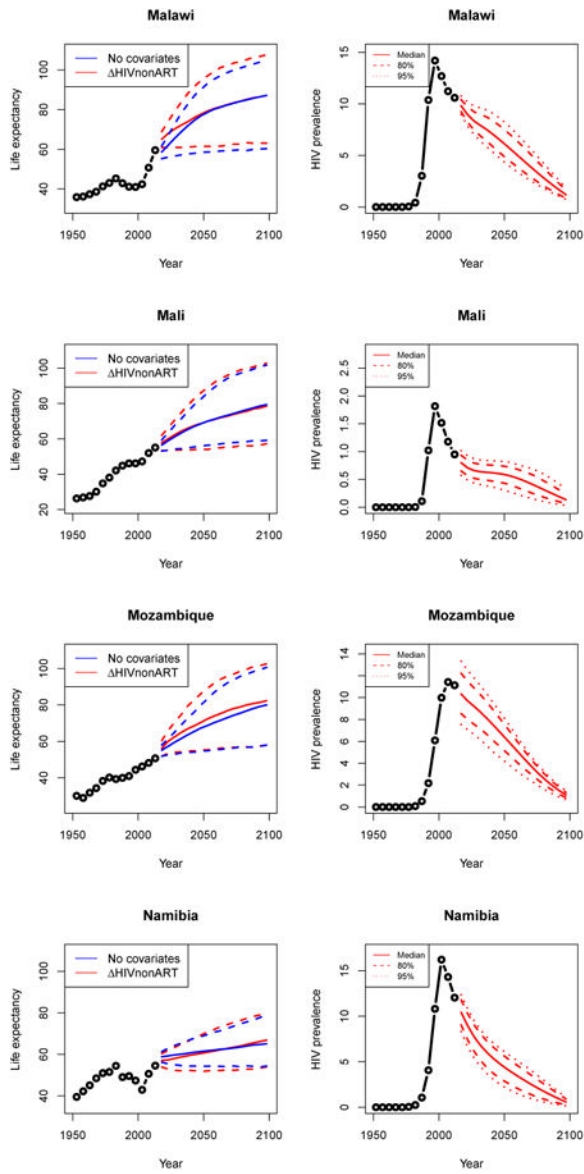 Malawi
Life expectancy
100
80
60
40
No covariates
ΔHIVnonART
1950 2000 2050 2100
Year
Malawi
HIV prevalence
15
10
5
0
Median
80%
95%
1950 2000 2050 2100
Year
Mali
Life expectancy
100
80
60
40
20
No covariates
ΔHIVnonART
1950 2000 2050 2100
Year
Mali
HIV prevalence
2.5
2.0
1.5
1.0
0.5
0.0
Median
80%
95%
1950 2000 2050 2100
Year
Mozambique
Life expectancy
100
80
60
40
No covariates
ΔHIVnonART
1950 2000 2050 2100
Year
Mozambique
HIV prevalence
14
12
10
8
6
4
2
0
Median
80%
95%
1950 2000 2050 2100
Year
Namibia
Life expectancy
100
80
60
40
No covariates
ΔHIVnonART
1950 2000 2050 2100
Year
Namibia
HIV prevalence
15
10
5
0
Median
80%
95%
1950 2000 2050 2100
Year